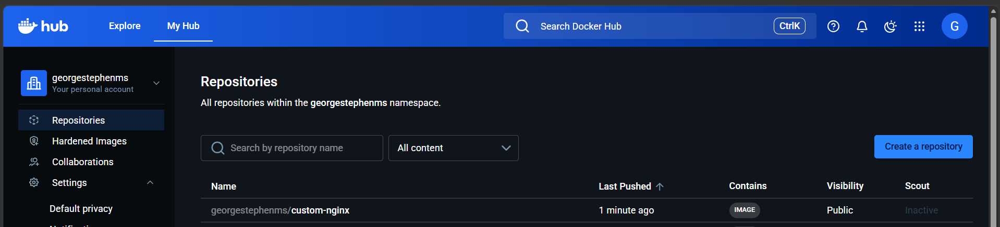 hub
Explore
My Hub
Search Docker Hub
CtrlK
G
georgestephenms
Your personal account
Repositories
Hardened Images
Collaborations
Settings
Default privacy
Repositories
All repositories within the georgestephenms namespace.
Search by repository name
All content
Create a repository
Name Last Pushed Contains Visibility Scout
georgestephenms/custom-nginx 1 minute ago IMAGE Public Inactive